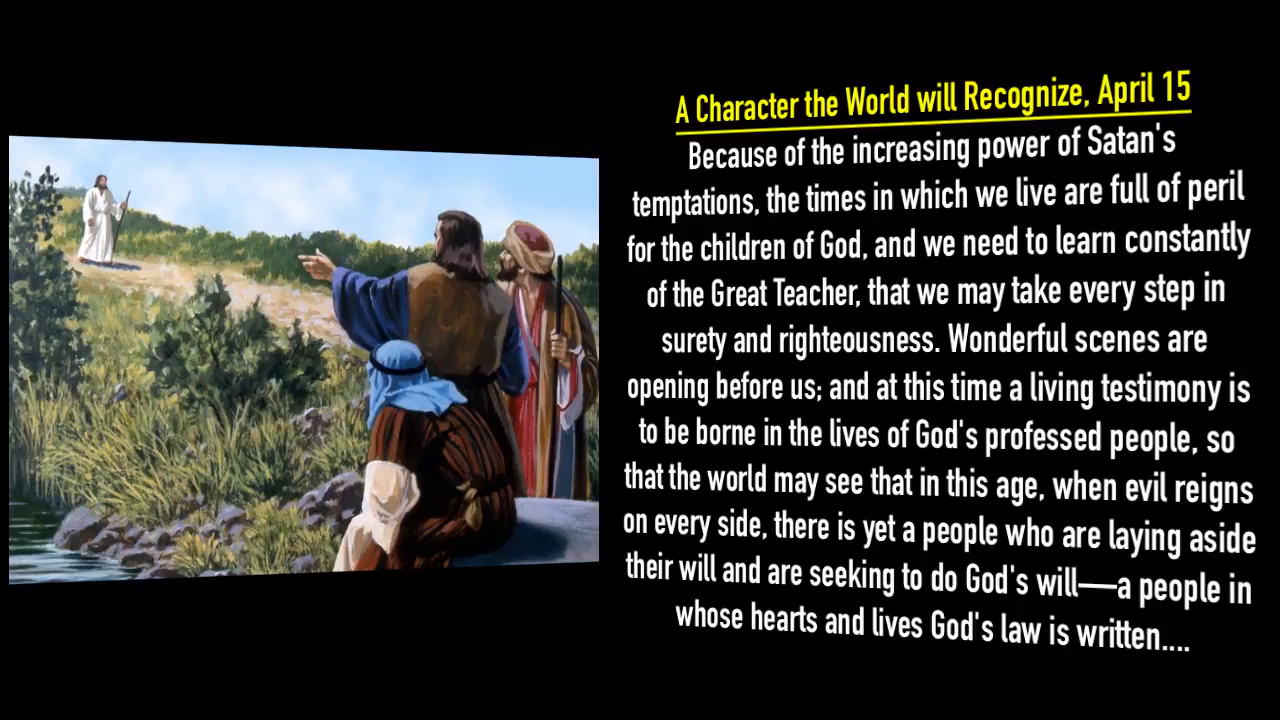 A Character the World will Recognize, April 15
Because of the increasing power of Satan's
temptations, the times in which we live are full of peril
for the children of God, and we need to learn constantly
of the Great Teacher, that we may take every step in
surety and righteousness. Wonderful scenes are
opening before us; and at this time a living testimony is
to be borne in the lives of God's professed people, so
that the world may see that in this age, when evil reigns
on every side, there is yet a people who are laying aside
their will and are seeking to do God's will—a people in
whose hearts and lives God's law is written....